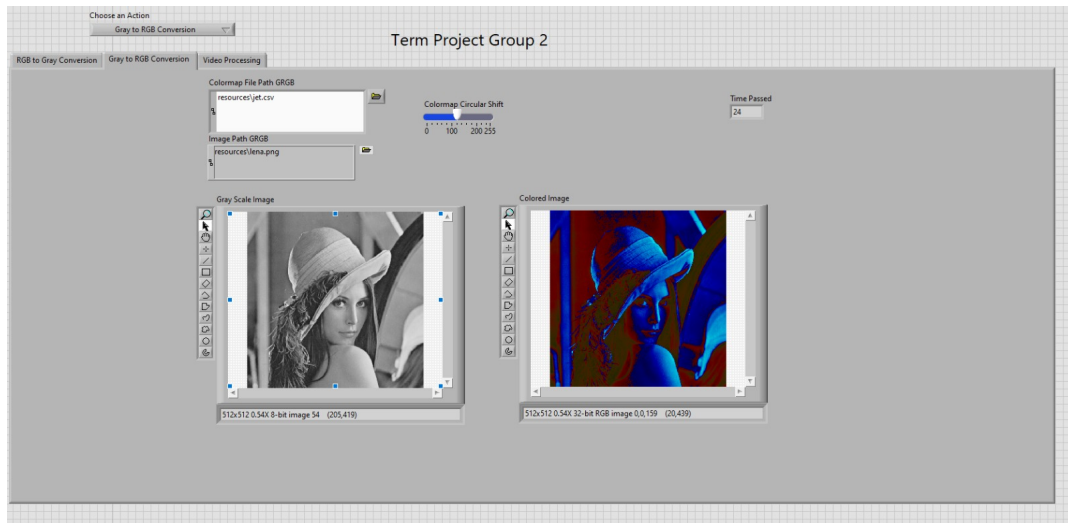 Choose an Action
Gray to RGB Conversion
Term Project Group 2
RGB to Gray Conversion
Gray to RGB Conversion
Video Processing
Colormap File Path GRGB
resources\jet.csv
Colormap Circular Shift
0 100 200 255
Time Passed
24
Image Path GRGB
resources\lena.png
Gray Scale Image
Colored Image
512x512 0.54X 8-bit image 54 (205,419)
512x512 0.54X 32-bit RGB image 0,0,159 (20,439)